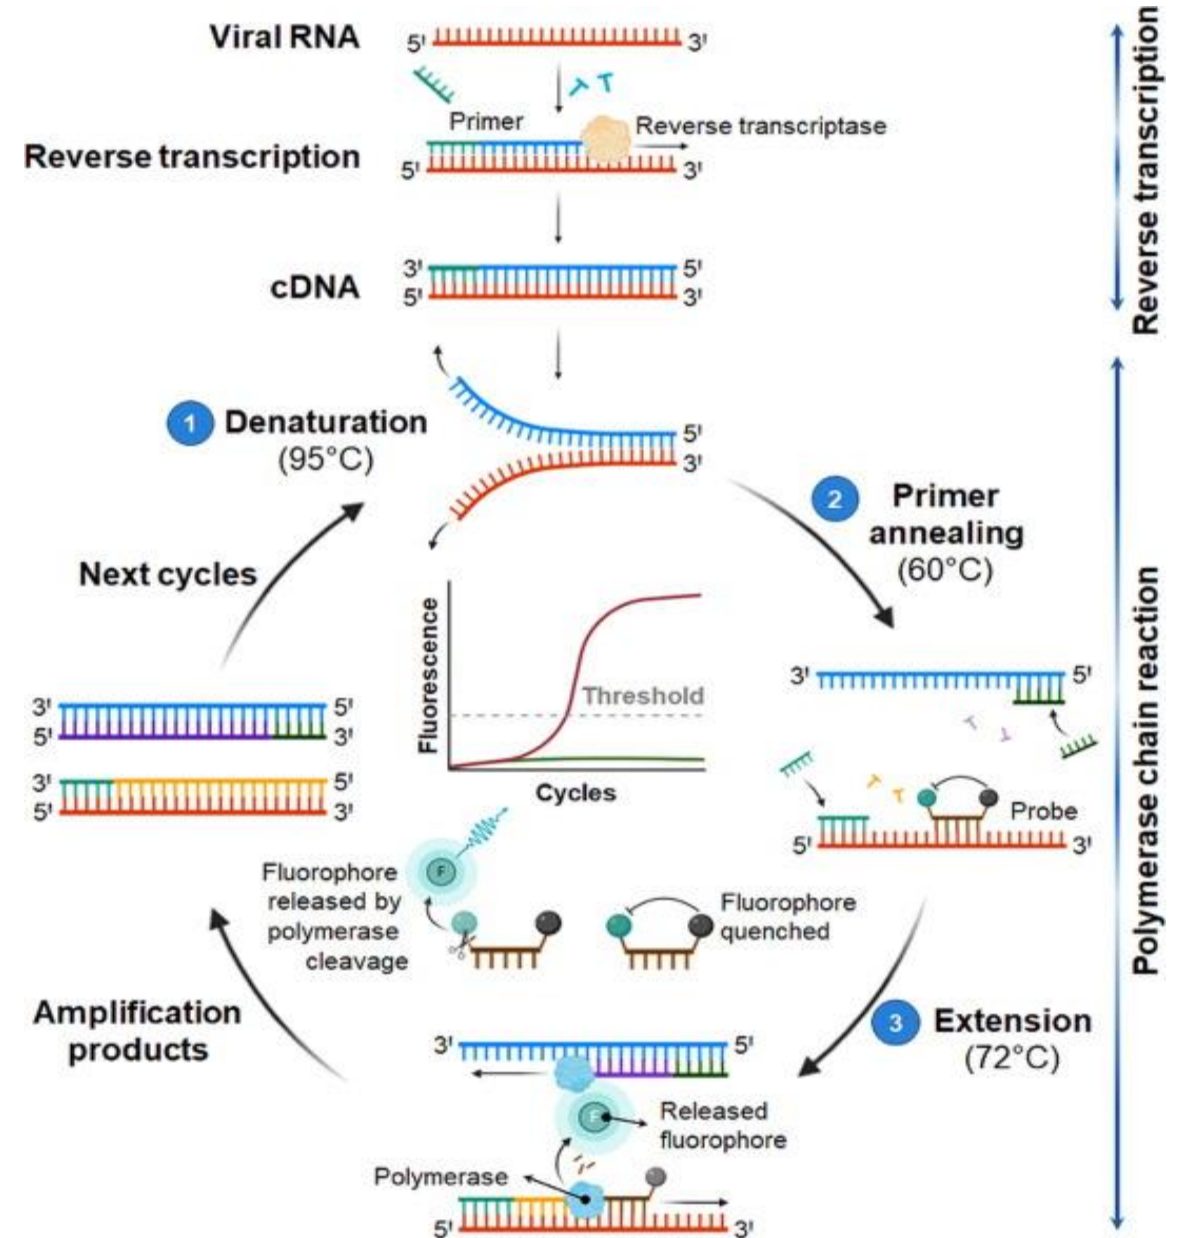 Viral RNA
5' 3'
Primer
Reverse transcriptase
Reverse transcription
5' 3'
3' 5'
cDNA
5' 3'
Reverse transcription
1 Denaturation
(95°C)
5'
3'
2 Primer
annealing
(60°C)
Next cycles
Fluorescence
Threshold
Cycles
3' 5'
5' 3'
3' 5'
5' 3'
3' 5'
Probe
5' 3'
Polymerase chain reaction
F
Fluorophore
released by
polymerase
cleavage
Fluorophore
quenched
3 Extension
(72°C)
Amplification
products
3' 5'
F
Released
fluorophore
Polymerase
5' 3'